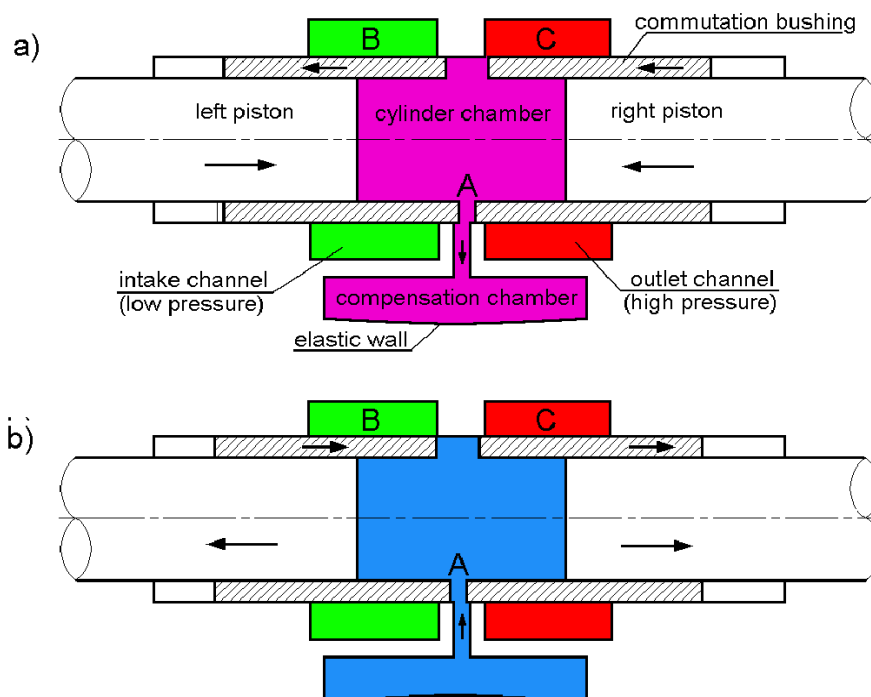 a)
B
C
commutation bushing
left piston
cylinder chamber
right piston
A
intake channel
(low pressure)
compensation chamber
outlet channel
(high pressure)
elastic wall
b)
B
C
A